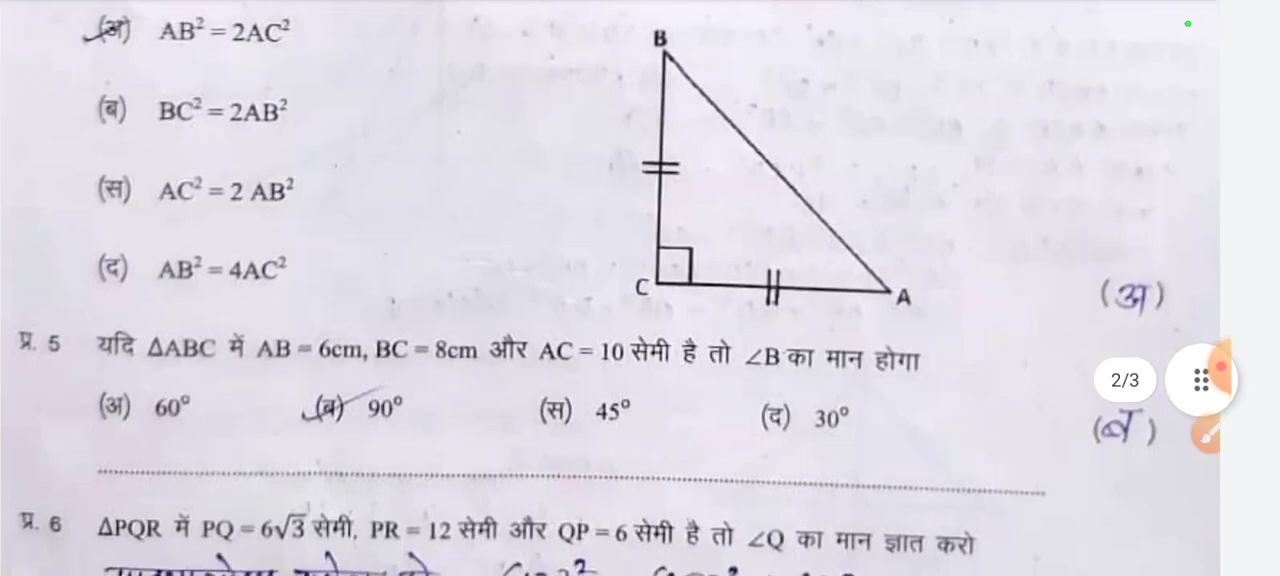 (अ) AB² = 2AC²
B
(ब) BC² = 2AB²
(स) AC² = 2 AB²
(द) AB² = 4AC²
C
A
(अ)
प्र. 5 यदि ΔABC में AB = 6cm, BC = 8cm और AC = 10 सेमी है तो ∠B का मान होगा
2/3
(अ) 60° (ब) 90° (स) 45° (द) 30°
(ब)
प्र. 6 ΔPQR में PQ = 6√3 सेमी, PR = 12 सेमी और QP = 6 सेमी है तो ∠Q का मान ज्ञात करो